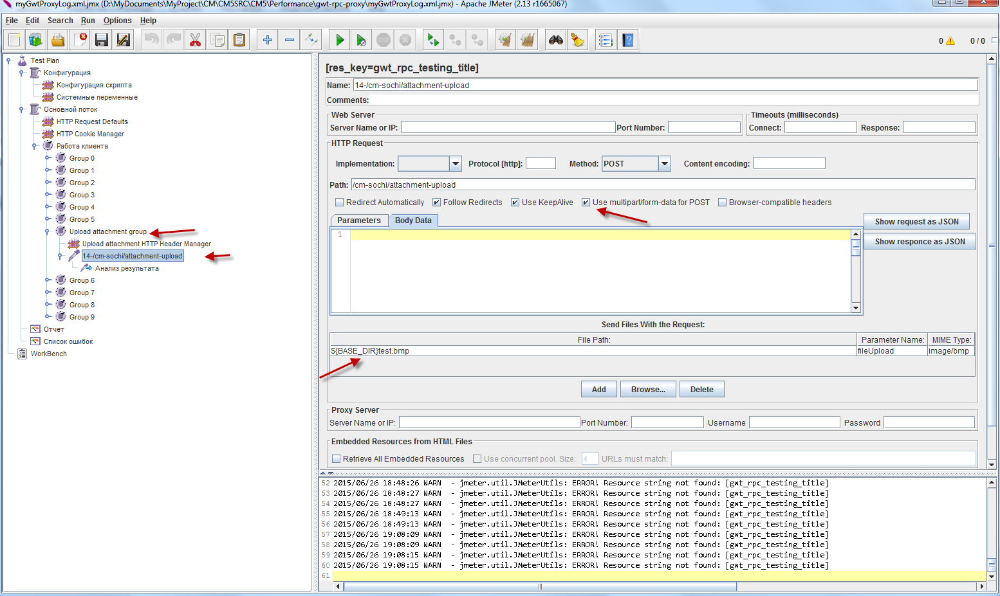 myGwtProxyLog.xml.jmx (D:\MyDocuments\MyProject\CM\CM5SRC\CM5\Performance\gwt-rpc-proxy\myGwtProxyLog.xml.jmx) - Apache JMeter (2.13 r1665067)
File Edit Search Run Options Help
STOP
0 0 / 0
Test Plan
Конфигурация
Конфигурация скрипта
Системные переменные
Основной поток
HTTP Request Defaults
HTTP Cookie Manager
Работа клиента
Group 0
Group 1
Group 2
Group 3
Group 4
Group 5
Upload attachment group
Upload attachment HTTP Header Manager
14-/cm-sochi/attachment-upload
Анализ результата
Group 6
Group 7
Group 8
Group 9
Отчет
Список ошибок
WorkBench
[res_key=gwt_rpc_testing_title]
Name: 14-/cm-sochi/attachment-upload
Comments:
Web Server
Server Name or IP: Port Number:
Timeouts (milliseconds)
Connect: Response:
HTTP Request
Implementation: Protocol [http]: Method: POST Content encoding:
Path: /cm-sochi/attachment-upload
Redirect Automatically Follow Redirects Use KeepAlive Use multipart/form-data for POST Browser-compatible headers
Parameters Body Data
1
Show request as JSON
Show responce as JSON
Send Files With the Request:
File Path: Parameter Name: MIME Type:
${BASE_DIR}test.bmp fileUpload image/bmp
Add Browse... Delete
Proxy Server
Server Name or IP: Port Number: Username Password
Embedded Resources from HTML Files
Retrieve All Embedded Resources Use concurrent pool. Size: 4 URLs must match:
52 2015/06/26 18:48:26 WARN - jmeter.util.JMeterUtils: ERROR! Resource string not found: [gwt_rpc_testing_title]
53 2015/06/26 18:48:27 WARN - jmeter.util.JMeterUtils: ERROR! Resource string not found: [gwt_rpc_testing_title]
54 2015/06/26 18:48:27 WARN - jmeter.util.JMeterUtils: ERROR! Resource string not found: [gwt_rpc_testing_title]
55 2015/06/26 18:49:13 WARN - jmeter.util.JMeterUtils: ERROR! Resource string not found: [gwt_rpc_testing_title]
56 2015/06/26 18:49:13 WARN - jmeter.util.JMeterUtils: ERROR! Resource string not found: [gwt_rpc_testing_title]
57 2015/06/26 19:08:09 WARN - jmeter.util.JMeterUtils: ERROR! Resource string not found: [gwt_rpc_testing_title]
58 2015/06/26 19:08:09 WARN - jmeter.util.JMeterUtils: ERROR! Resource string not found: [gwt_rpc_testing_title]
59 2015/06/26 19:08:15 WARN - jmeter.util.JMeterUtils: ERROR! Resource string not found: [gwt_rpc_testing_title]
60 2015/06/26 19:08:15 WARN - jmeter.util.JMeterUtils: ERROR! Resource string not found: [gwt_rpc_testing_title]
61